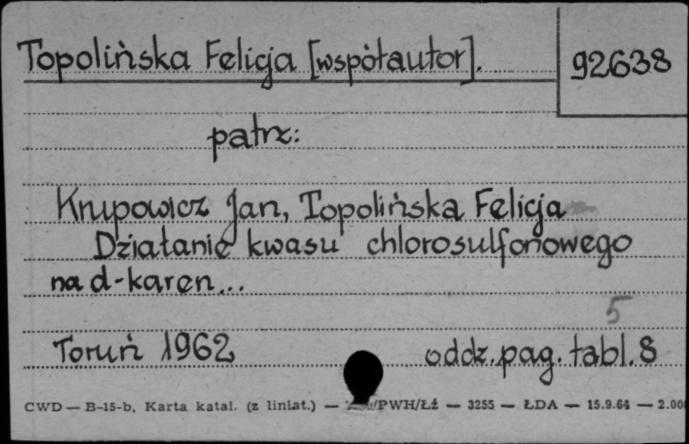 Topolińska Felicja [współautor].
92638
patrz:
Krupowicz Jan, Topolińska Felicja
Działanie kwasu chlorosulfonowego
na d-karen...
5
Toruń 1962 oddz. pag. tabl. 8
CWD — B-15-b, Karta katal. (z liniat.) — PWH/Łź — 3255 — ŁDA — 15.9.64 — 2.00